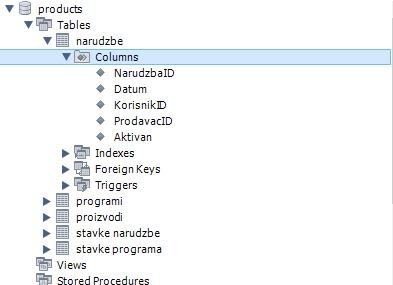 products
Tables
narudzbe
Columns
NarudzbaID
Datum
KorisnikID
ProdavacID
Aktivan
Indexes
Foreign Keys
Triggers
programi
proizvodi
stavke narudzbe
stavke programa
Views
Stored Procedures